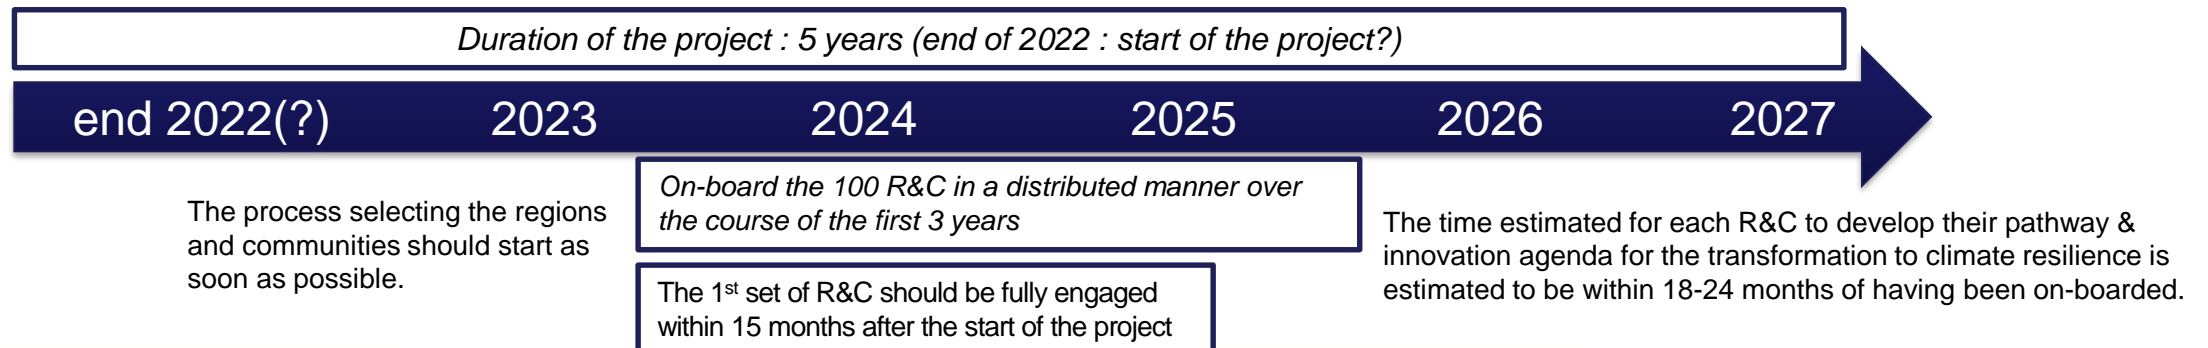 Duration of the project : 5 years (end of 2022 : start of the project?)
end 2022(?) 2023 2024 2025 2026 2027
The process selecting the regions
and communities should start as
soon as possible.
On-board the 100 R&C in a distributed manner over
the course of the first 3 years
The 1st set of R&C should be fully engaged
within 15 months after the start of the project
The time estimated for each R&C to develop their pathway &
innovation agenda for the transformation to climate resilience is
estimated to be within 18-24 months of having been on-boarded.